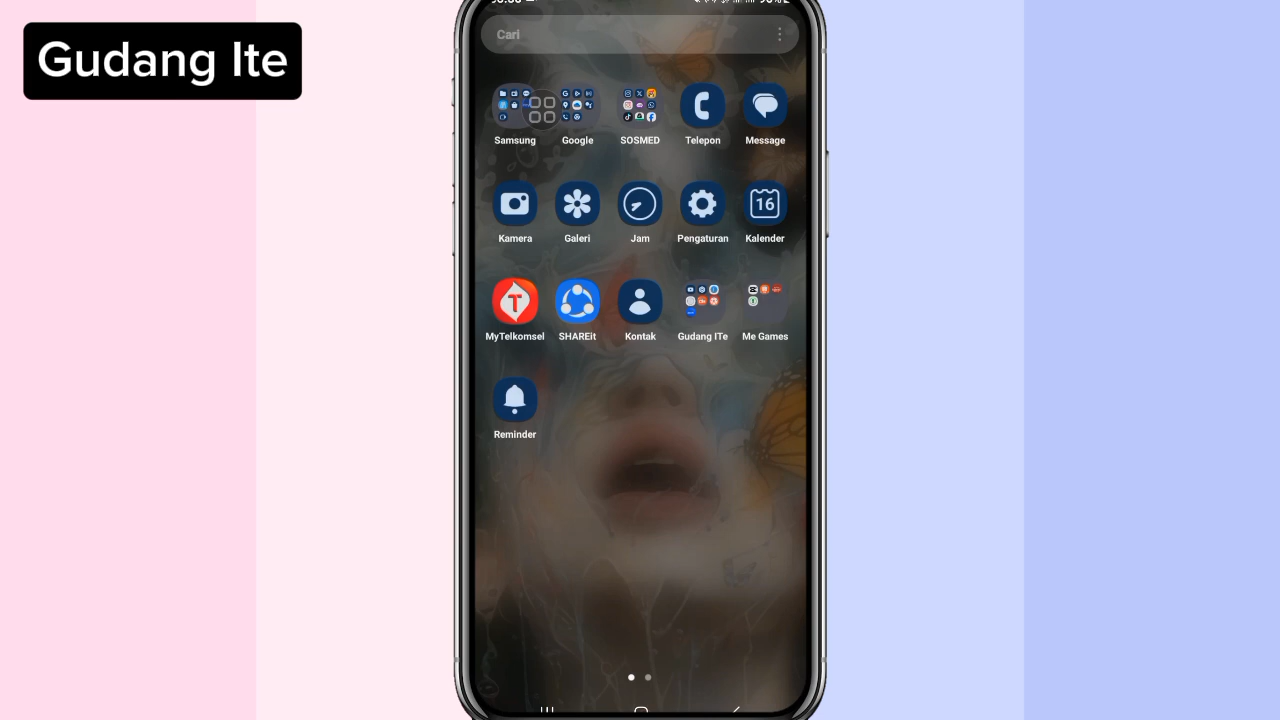 Gudang Ite
Cari
Samsung
Google
SOSMED
Telepon
Message
16
Kamera
Galeri
Jam
Pengaturan
Kalender
T
MyTelkomsel
SHAREit
Kontak
Gudang ITe
Me Games
Reminder